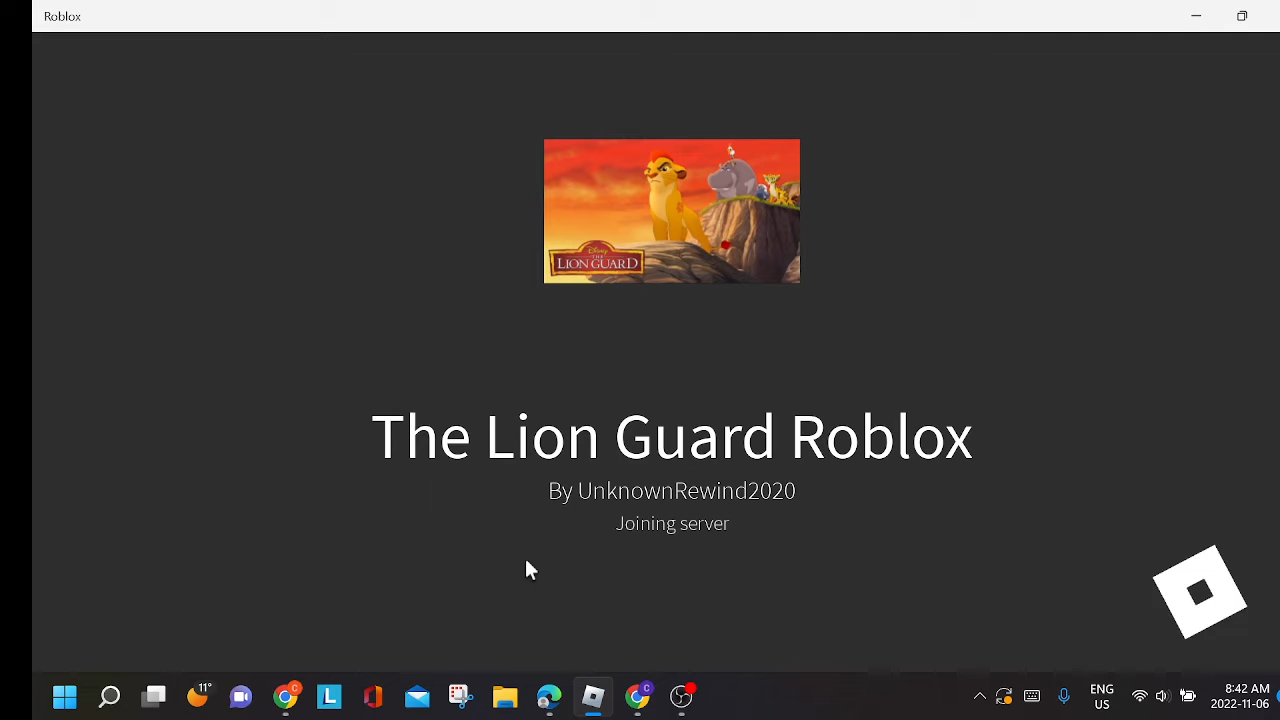 Roblox
Disney
THE
LION GUARD
The Lion Guard Roblox
By UnknownRewind2020
Joining server
11°
C
L
C
ENG
US
8:42 AM
2022-11-06